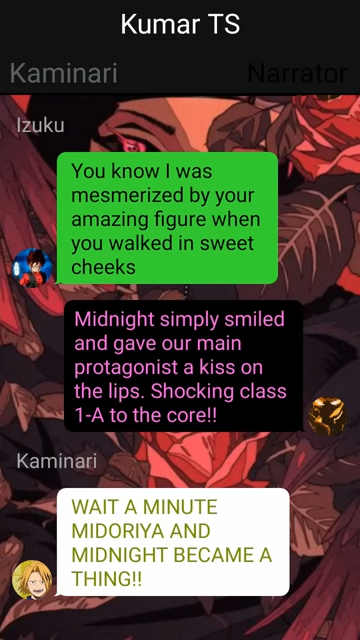 Kumar TS
Kaminari
Narrator
Izuku
You know I was
mesmerized by your
amazing figure when
you walked in sweet
cheeks
Midnight simply smiled
and gave our main
protagonist a kiss on
the lips. Shocking class
1-A to the core!!
Kaminari
WAIT A MINUTE
MIDORIYA AND
MIDNIGHT BECAME A
THING!!